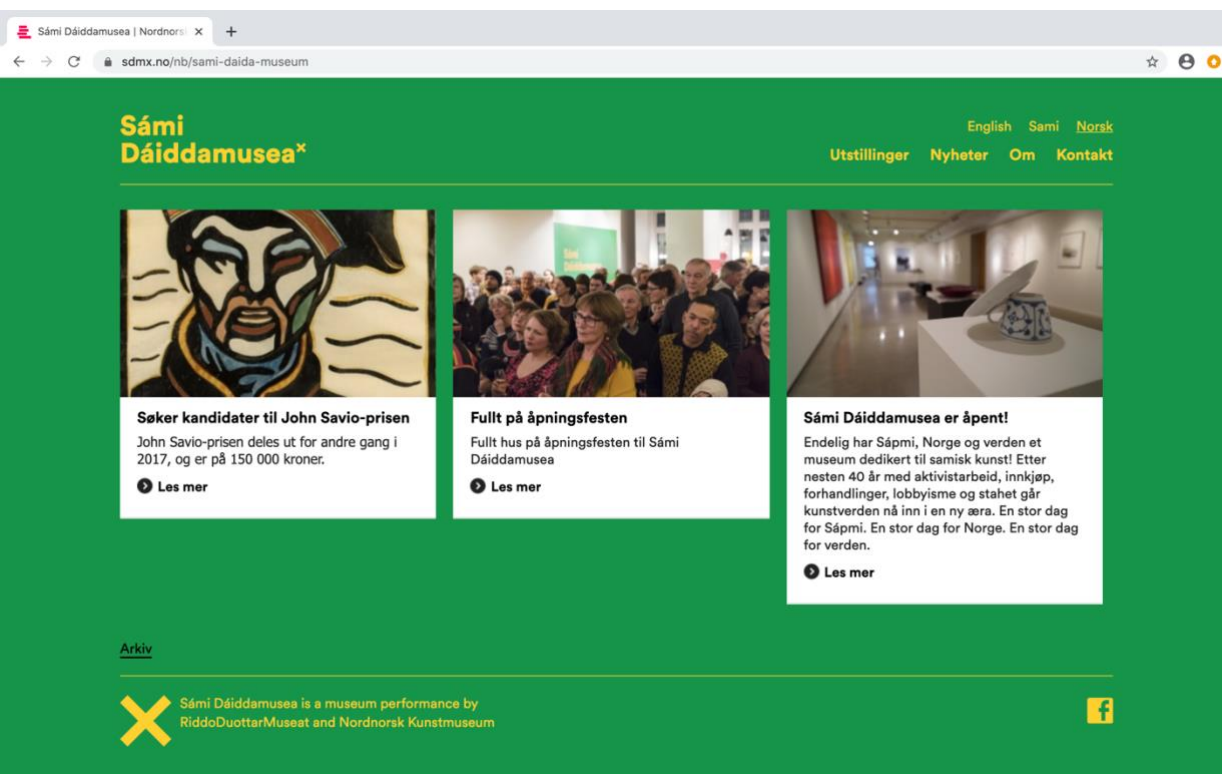 Sámi Dáiddamusea | Nordnors
sdmx.no/nb/sami-daida-museum
Sámi
Dáiddamusea×
English Sami Norsk
Utstillinger Nyheter Om Kontakt
Søker kandidater til John Savio-prisen
John Savio-prisen deles ut for andre gang i
2017, og er på 150 000 kroner.
Les mer
Sámi
Dáiddamusea
Fullt på åpningsfesten
Fullt hus på åpningsfesten til Sámi
Dáiddamusea
Les mer
Sámi Dáiddamusea er åpent!
Endelig har Sápmi, Norge og verden et
museum dedikert til samisk kunst! Etter
nesten 40 år med aktivistarbeid, innkjøp,
forhandlinger, lobbyisme og stahet går
kunstverden nå inn i en ny æra. En stor dag
for Sápmi. En stor dag for Norge. En stor dag
for verden.
Les mer
Arkiv
Sámi Dáiddamusea is a museum performance by
RiddoDuottarMuseat and Nordnorsk Kunstmuseum